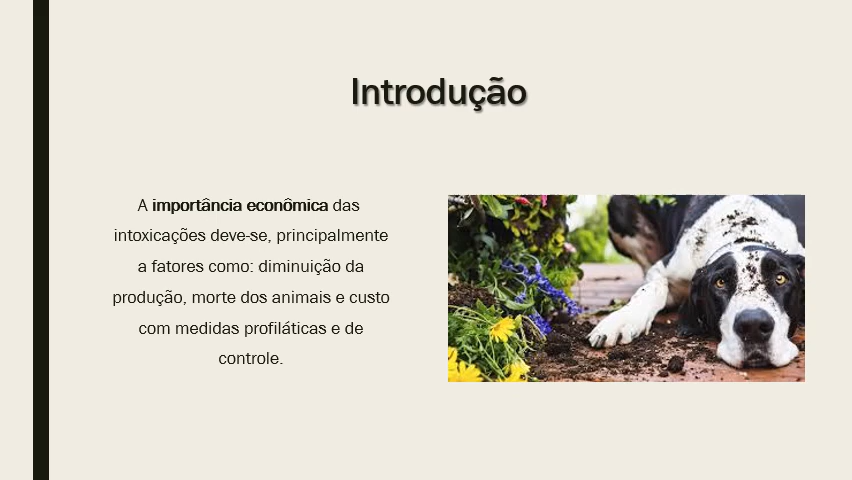 Introdução
A importância econômica das
intoxicações deve-se, principalmente
a fatores como: diminuição da
produção, morte dos animais e custo
com medidas profiláticas e de
controle.